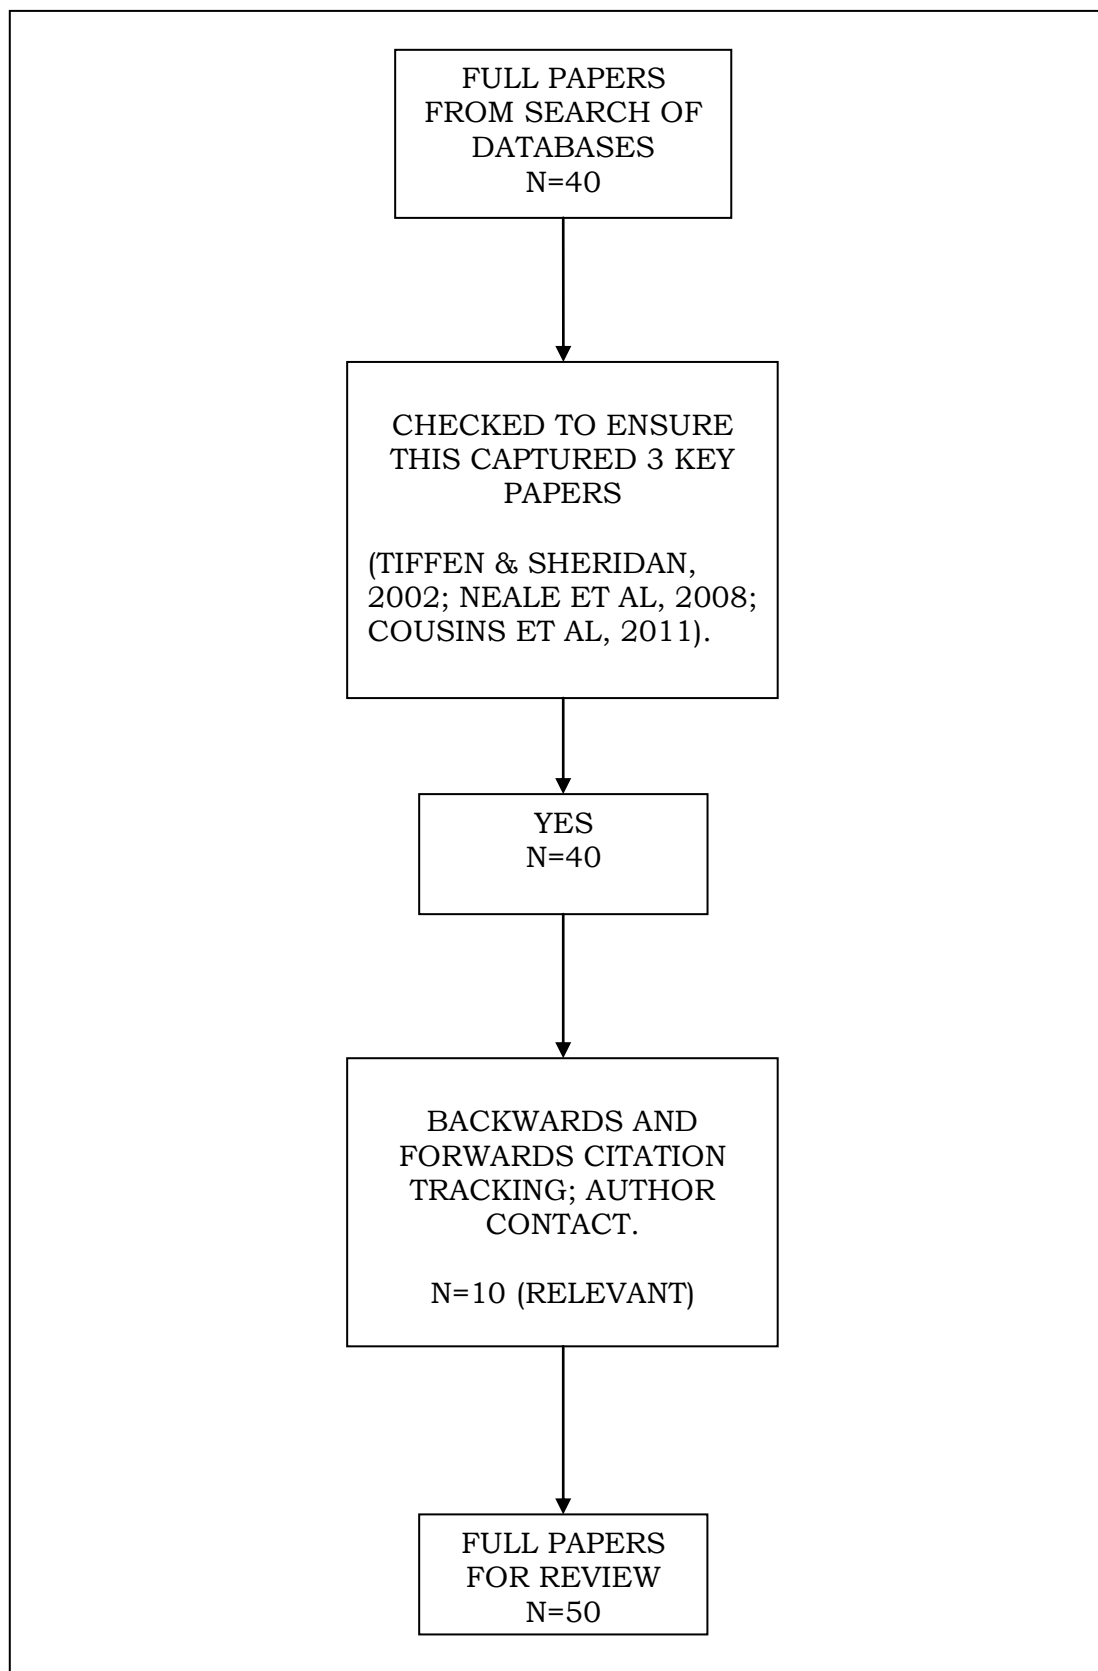 FULL PAPERS
FROM SEARCH OF
DATABASES
N=40
CHECKED TO ENSURE
THIS CAPTURED 3 KEY
PAPERS
(TIFFEN & SHERIDAN,
2002; NEALE ET AL, 2008;
COUSINS ET AL, 2011).
YES
N=40
BACKWARDS AND
FORWARDS CITATION
TRACKING; AUTHOR
CONTACT.
N=10 (RELEVANT)
FULL PAPERS
FOR REVIEW
N=50